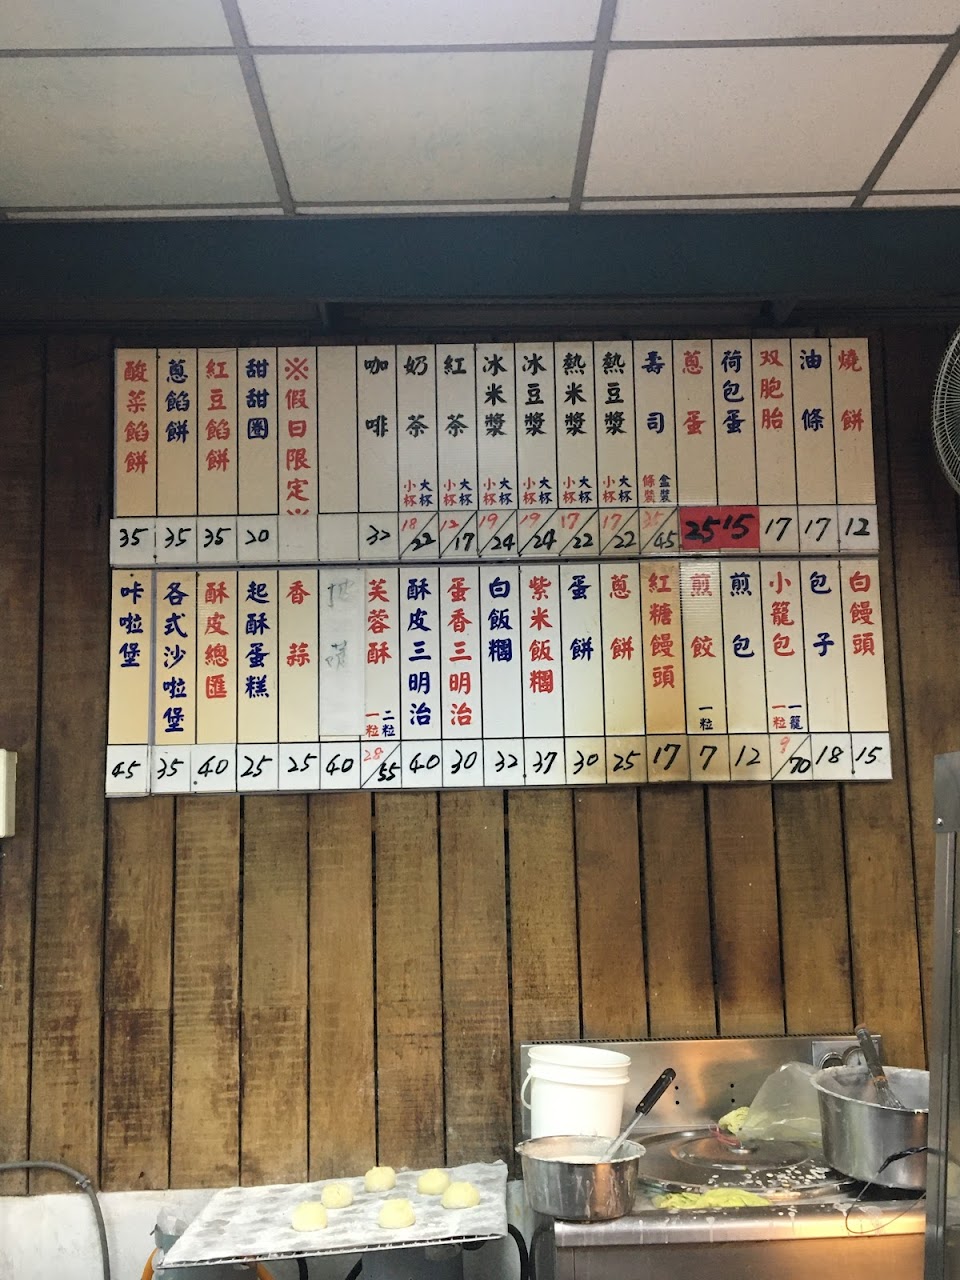 燒餅 12
油條 17
双胞胎 17
荷包蛋 15
蔥蛋 25
壽司 盒裝 條裝 35/45
熱豆漿 大杯 小杯 17/22
熱米漿 大杯 小杯 17/22
冰豆漿 大杯 小杯 19/24
冰米漿 大杯 小杯 19/24
紅茶 大杯 小杯 12/17
奶茶 大杯 小杯 18/22
咖啡 32
※假日限定※
甜甜圈 20
紅豆餡餅 35
蔥餡餅 35
酸菜餡餅 35
白饅頭 15
包子 18
小籠包 一籠 一粒 9/70
煎包 12
煎餃 一粒 7
紅糖饅頭 17
蔥餅 25
蛋餅 30
紫米飯糰 37
白飯糰 32
蛋香三明治 30
酥皮三明治 40
芙蓉酥 二粒 一粒 28/55
40
香蒜 25
起酥蛋糕 25
酥皮總匯 40
各式沙啦堡 35
咔啦堡 45